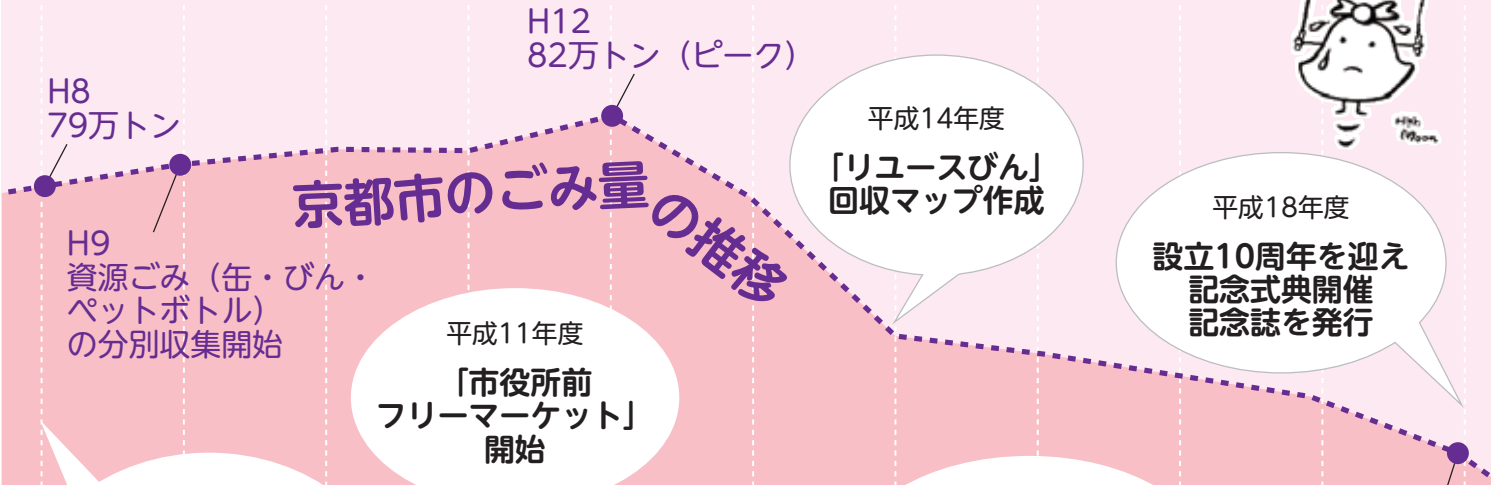 H8
79万トン
H9
資源ごみ（缶・びん・
ペットボトル）
の分別収集開始
H12
82万トン（ピーク）
京都市のごみ量の推移
平成11年度
「市役所前
フリーマーケット」
開始
平成14年度
「リユースびん」
回収マップ作成
平成18年度
設立10周年を迎え
記念式典開催
記念誌を発行
High
Moon